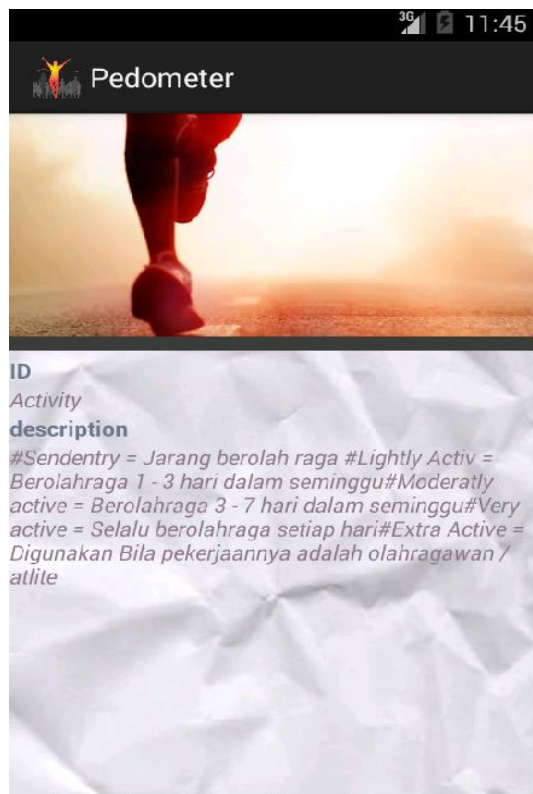 3G 11:45
Pedometer
ID
Activity
description
#Sendentry = Jarang berolah raga #Lightly Activ =
Berolahraga 1 - 3 hari dalam seminggu#Moderatly
active = Berolahraga 3 - 7 hari dalam seminggu#Very
active = Selalu berolahraga setiap hari#Extra Active =
Digunakan Bila pekerjaannya adalah olahragawan /
atlite